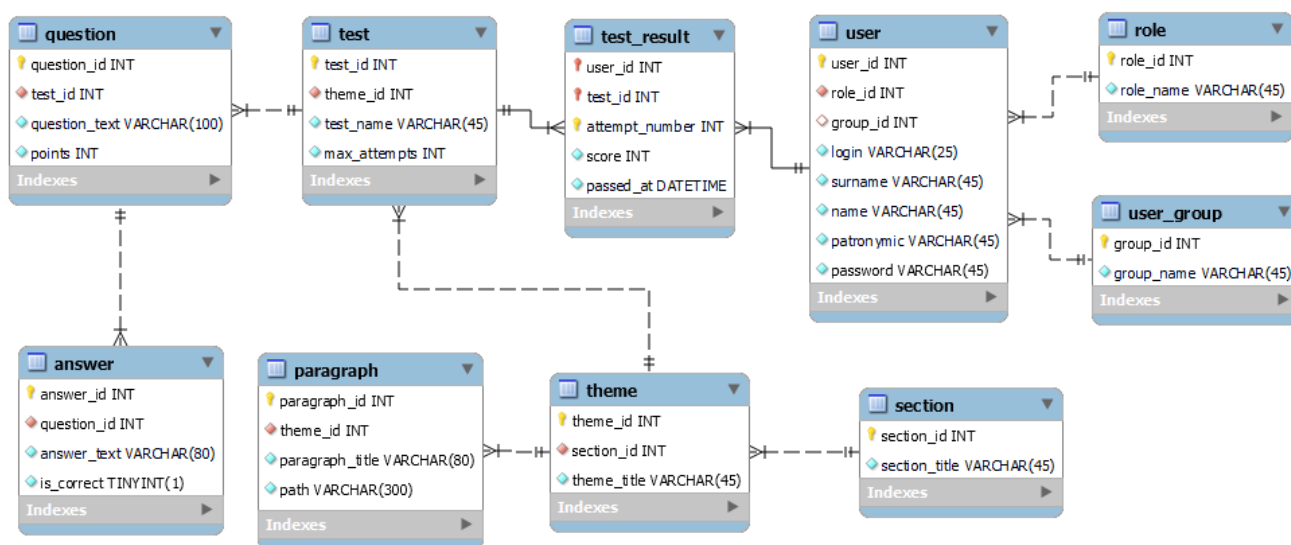 question
question_id INT
test_id INT
question_text VARCHAR(100)
points INT
Indexes
test
test_id INT
theme_id INT
test_name VARCHAR(45)
max_attempts INT
Indexes
test_result
user_id INT
test_id INT
attempt_number INT
score INT
passed_at DATETIME
Indexes
user
user_id INT
role_id INT
group_id INT
login VARCHAR(25)
surname VARCHAR(45)
name VARCHAR(45)
patronymic VARCHAR(45)
password VARCHAR(45)
Indexes
role
role_id INT
role_name VARCHAR(45)
Indexes
user_group
group_id INT
group_name VARCHAR(45)
Indexes
answer
answer_id INT
question_id INT
answer_text VARCHAR(80)
is_correct TINYINT(1)
Indexes
paragraph
paragraph_id INT
theme_id INT
paragraph_title VARCHAR(80)
path VARCHAR(300)
Indexes
theme
theme_id INT
section_id INT
theme_title VARCHAR(45)
Indexes
section
section_id INT
section_title VARCHAR(45)
Indexes